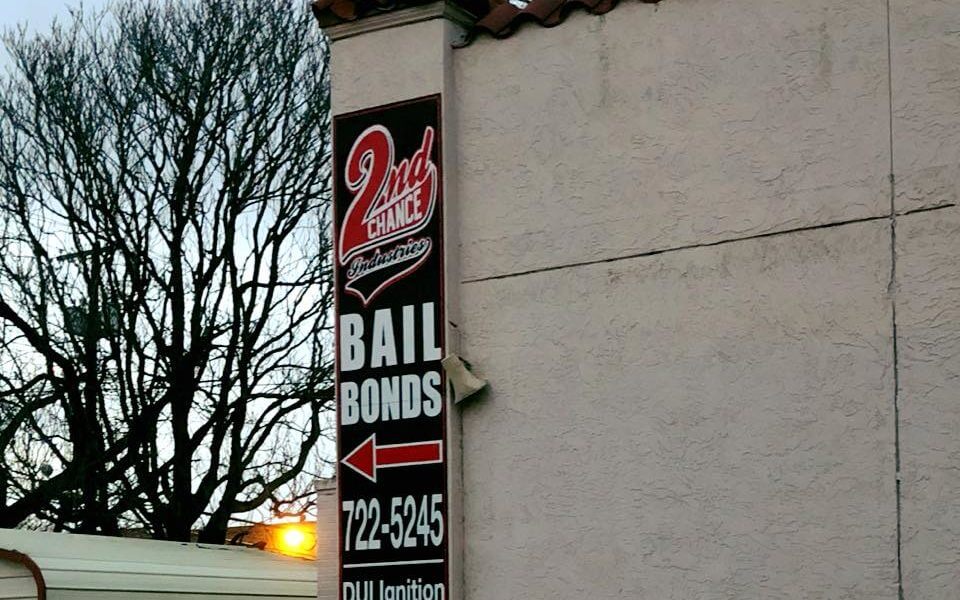 2nd
CHANCE
Industries
BAIL
BONDS
722-5245
DUI Ignition